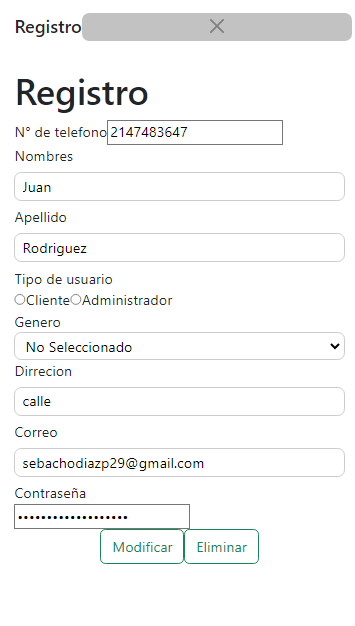 Registro
Registro
N° de telefono 2147483647
Nombres
Juan
Apellido
Rodriguez
Tipo de usuario
Cliente Administrador
Genero
No Seleccionado
Dirrecion
calle
Correo
sebachodiazp29@gmail.com
Contraseña
•••••••••••••••••••
Modificar Eliminar